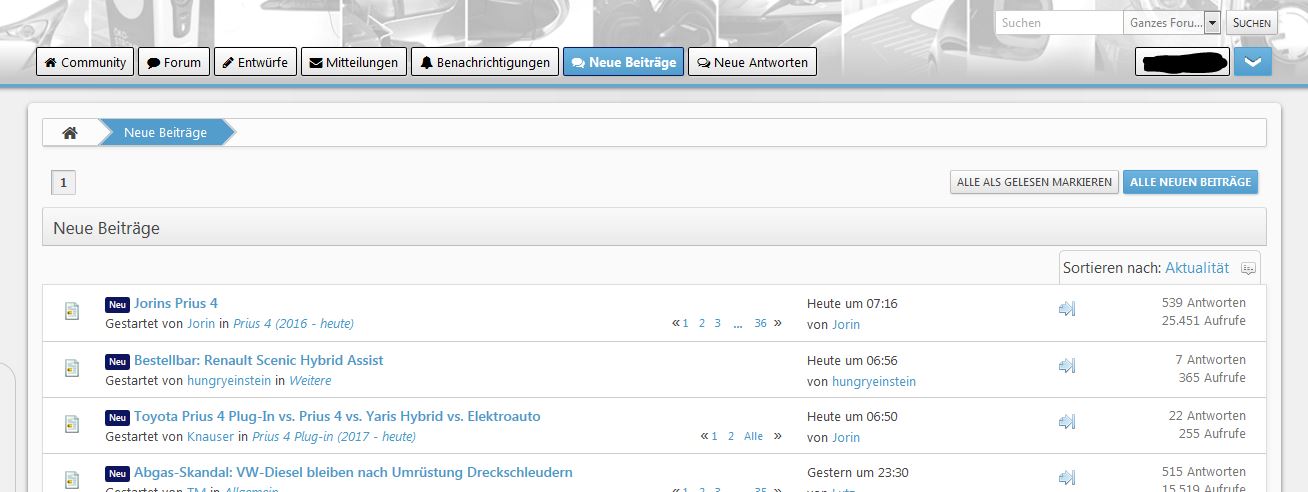 Suchen Ganzes Foru... SUCHEN
Community Forum Entwürfe Mitteilungen Benachrichtigungen Neue Beiträge Neue Antworten
Neue Beiträge
1 ALLE ALS GELESEN MARKIEREN ALLE NEUEN BEITRÄGE
Neue Beiträge
Sortieren nach: Aktualität
Neu Jorins Prius 4 Heute um 07:16 539 Antworten
Gestartet von Jorin in Prius 4 (2016 - heute) « 1 2 3 ... 36 » von Jorin 25.451 Aufrufe
Neu Bestellbar: Renault Scenic Hybrid Assist Heute um 06:56 7 Antworten
Gestartet von hungryeinstein in Weitere von hungryeinstein 365 Aufrufe
Neu Toyota Prius 4 Plug-In vs. Prius 4 vs. Yaris Hybrid vs. Elektroauto Heute um 06:50 22 Antworten
Gestartet von Knauser in Prius 4 Plug-in (2017 - heute) « 1 2 Alle » von Jorin 255 Aufrufe
Neu Abgas-Skandal: VW-Diesel bleiben nach Umrüstung Dreckschleudern Gestern um 23:30 515 Antworten
Gestartet von TM in Allgemein « 1 2 3 ... 35 » von Lutz 15.519 Aufrufe